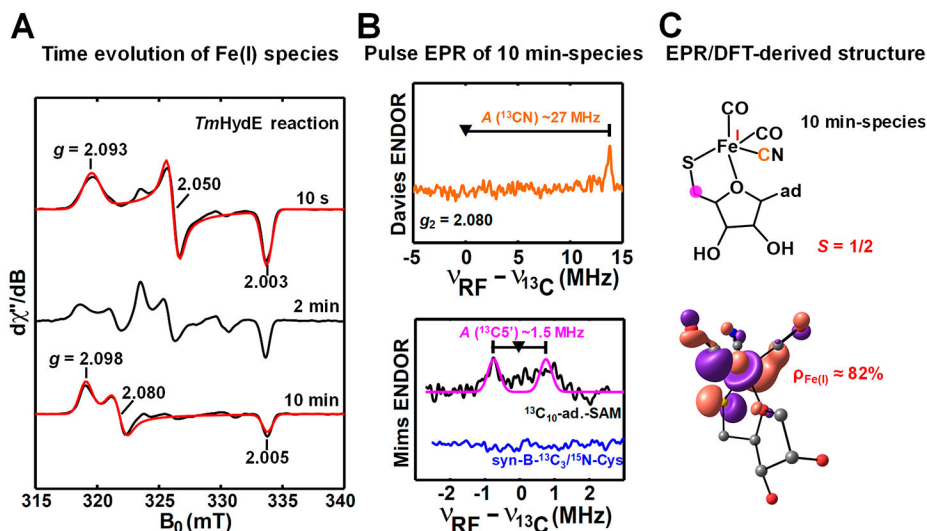 A
Time evolution of Fe(I) species
TmHydE reaction
g = 2.093
2.050
10 s
2.003
2 min
g = 2.098
2.080
10 min
2.005
315 320 325 330 335 340
B0 (mT)
dχ"/dB
B
Pulse EPR of 10 min-species
A (13CN) ~27 MHz
g2 = 2.080
Davies ENDOR
-5 0 5 10 15
νRF − ν13C (MHz)
A (13C5') ~1.5 MHz
13C10-ad.-SAM
syn-B-13C3/15N-Cys
Mims ENDOR
-2 -1 0 1 2
νRF − ν13C (MHz)
C
EPR/DFT-derived structure
10 min-species
CO
CO
I
Fe
CN
S
O
ad
HO
OH
S = 1/2
ρFe(I) ≈ 82%